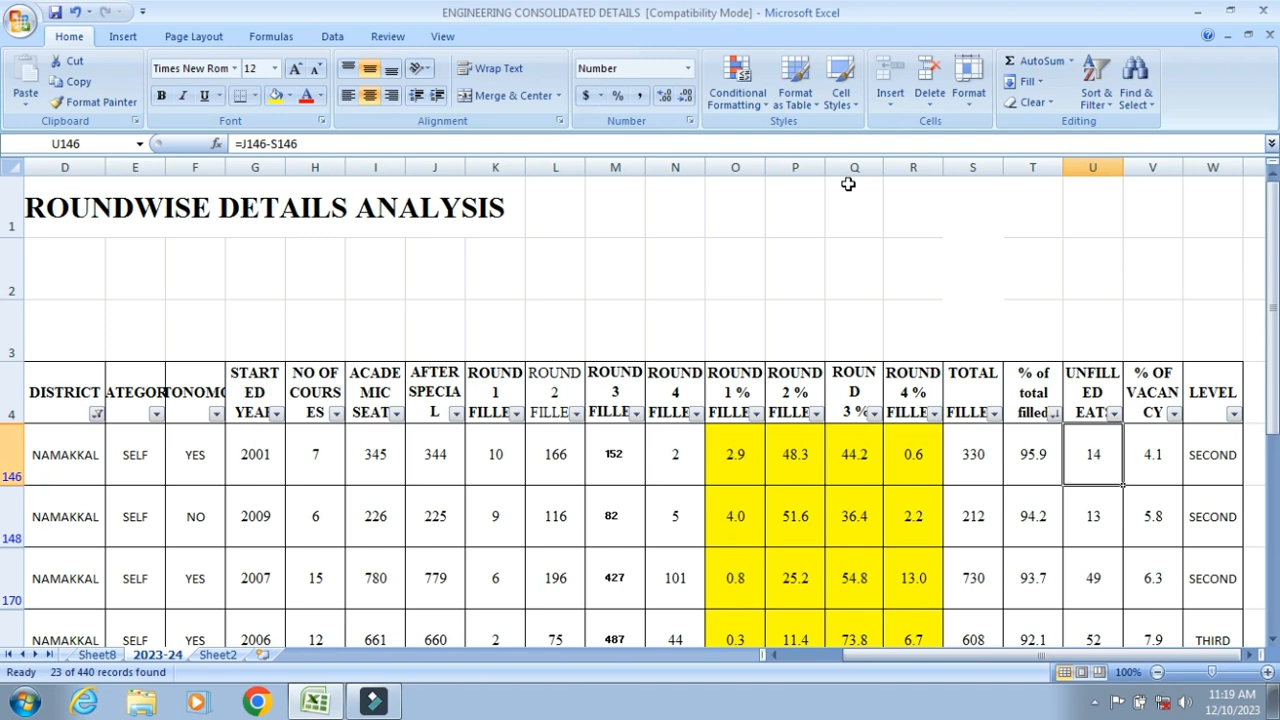 ENGINEERING CONSOLIDATED DETAILS [Compatibility Mode] - Microsoft Excel
Home Insert Page Layout Formulas Data Review View
Paste Cut Copy Format Painter
Times New Rom 12
B I U
Wrap Text
Merge & Center
Number
$ % ,
Conditional Formatting Format as Table Cell Styles
Insert Delete Format
AutoSum Fill Clear
Sort & Filter Find & Select
Clipboard Font Alignment Number Styles Cells Editing
U146 fx =J146-S146
D E F G H I J K L M N O P Q R S T U V W
1 ROUNDWISE DETAILS ANALYSIS
2
3
4 DISTRICT ATEGOR TONOMO START ED YEAR NO OF COURS ES ACADE MIC SEAT AFTER SPECIA L ROUND 1 FILLE ROUND 2 FILLE ROUND 3 FILLE ROUND 4 FILLE ROUND 1 % FILLE ROUND 2 % FILLE ROUN D 3 % ROUND 4 % FILLE TOTAL FILLE % of total filled UNFILL ED EATS % OF VACAN CY LEVEL
146 NAMAKKAL SELF YES 2001 7 345 344 10 166 152 2 2.9 48.3 44.2 0.6 330 95.9 14 4.1 SECOND
148 NAMAKKAL SELF NO 2009 6 226 225 9 116 82 5 4.0 51.6 36.4 2.2 212 94.2 13 5.8 SECOND
170 NAMAKKAL SELF YES 2007 15 780 779 6 196 427 101 0.8 25.2 54.8 13.0 730 93.7 49 6.3 SECOND
NAMAKKAL SELF YES 2006 12 661 660 2 75 487 44 0.3 11.4 73.8 6.7 608 92.1 52 7.9 THIRD
Sheet8 2023-24 Sheet2
Ready 23 of 440 records found 100%
11:19 AM
12/10/2023